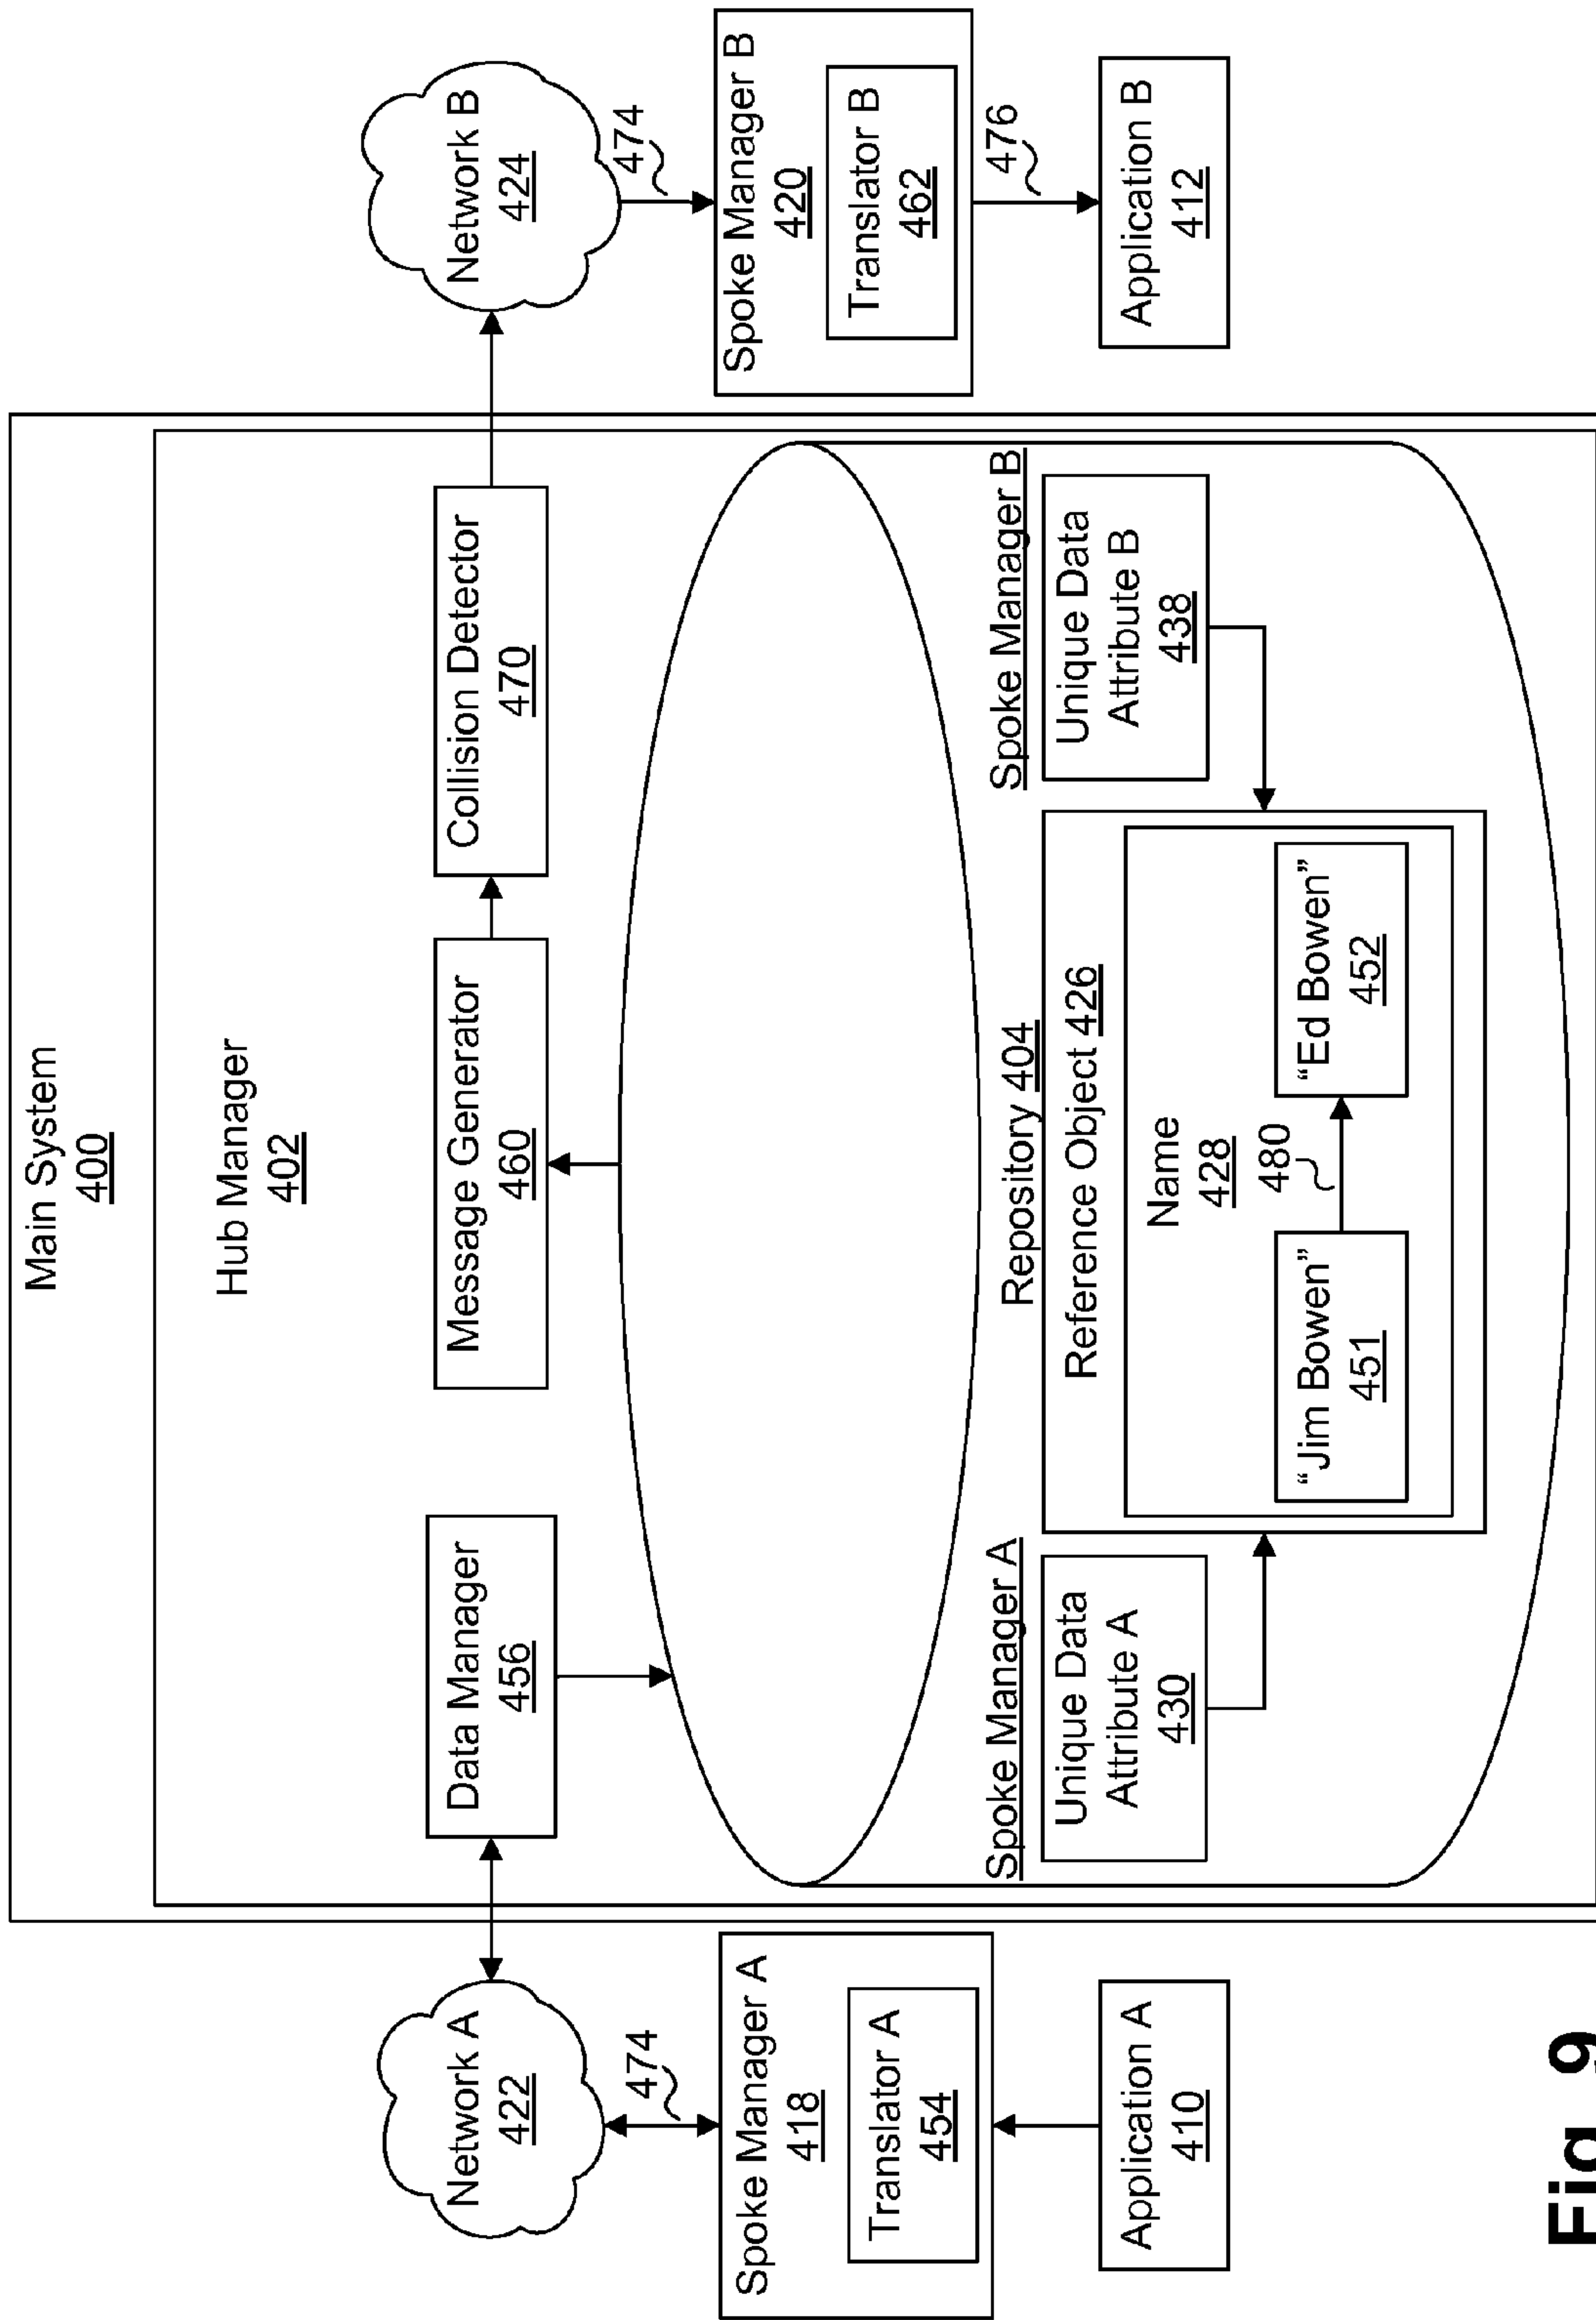 Main System
400
Hub Manager
402
Network A
422
474
Spoke Manager A
418
Translator A
454
Application A
410
Data Manager
456
Message Generator
460
Collision Detector
470
Network B
424
474
Spoke Manager B
420
Translator B
462
476
Application B
412
Repository 404
Spoke Manager A
Unique Data
Attribute A
430
Reference Object 426
Name
428
480
“Jim Bowen”
451
“Ed Bowen”
452
Spoke Manager B
Unique Data
Attribute B
438
Fig. 9